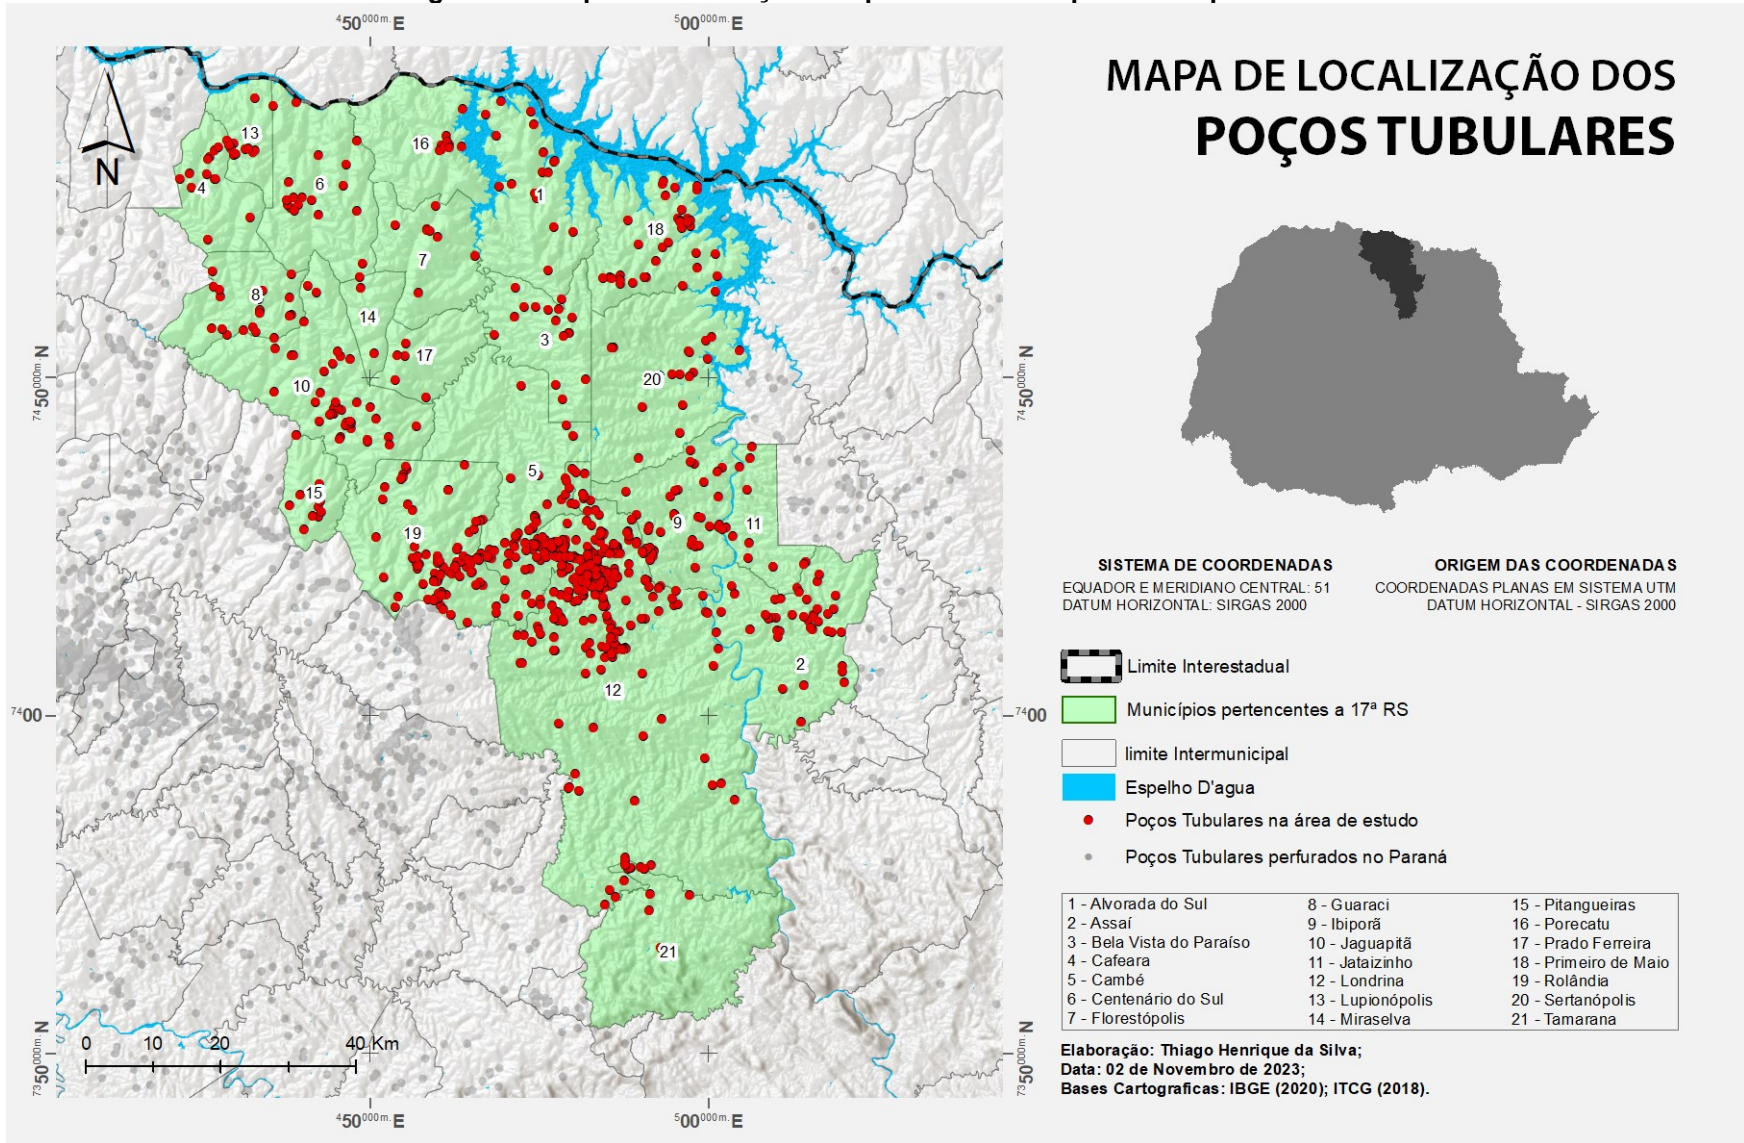 ⁴50⁰⁰⁰ᵐ·E
⁵00⁰⁰⁰ᵐ·E
MAPA DE LOCALIZAÇÃO DOS
POÇOS TUBULARES
N
13
16
4
6
1
18
7
8
14
3
17
10
20
5
15
9
11
19
2
12
21
⁷⁴50⁰⁰⁰ᵐ·N
⁷⁴50⁰⁰⁰ᵐ·N
⁷⁴00
⁷⁴00
⁷³50⁰⁰⁰ᵐ·N
⁷³50⁰⁰⁰ᵐ·N
0 10 20 40 Km
⁴50⁰⁰⁰ᵐ·E
⁵00⁰⁰⁰ᵐ·E
SISTEMA DE COORDENADAS
EQUADOR E MERIDIANO CENTRAL: 51
DATUM HORIZONTAL: SIRGAS 2000
ORIGEM DAS COORDENADAS
COORDENADAS PLANAS EM SISTEMA UTM
DATUM HORIZONTAL - SIRGAS 2000
Limite Interestadual
Municípios pertencentes a 17ª RS
limite Intermunicipal
Espelho D'agua
Poços Tubulares na área de estudo
Poços Tubulares perfurados no Paraná
1 - Alvorada do Sul
2 - Assaí
3 - Bela Vista do Paraíso
4 - Cafeara
5 - Cambé
6 - Centenário do Sul
7 - Florestópolis
8 - Guaraci
9 - Ibiporã
10 - Jaguapitã
11 - Jataizinho
12 - Londrina
13 - Lupionópolis
14 - Miraselva
15 - Pitangueiras
16 - Porecatu
17 - Prado Ferreira
18 - Primeiro de Maio
19 - Rolândia
20 - Sertanópolis
21 - Tamarana
Elaboração: Thiago Henrique da Silva;
Data: 02 de Novembro de 2023;
Bases Cartograficas: IBGE (2020); ITCG (2018).